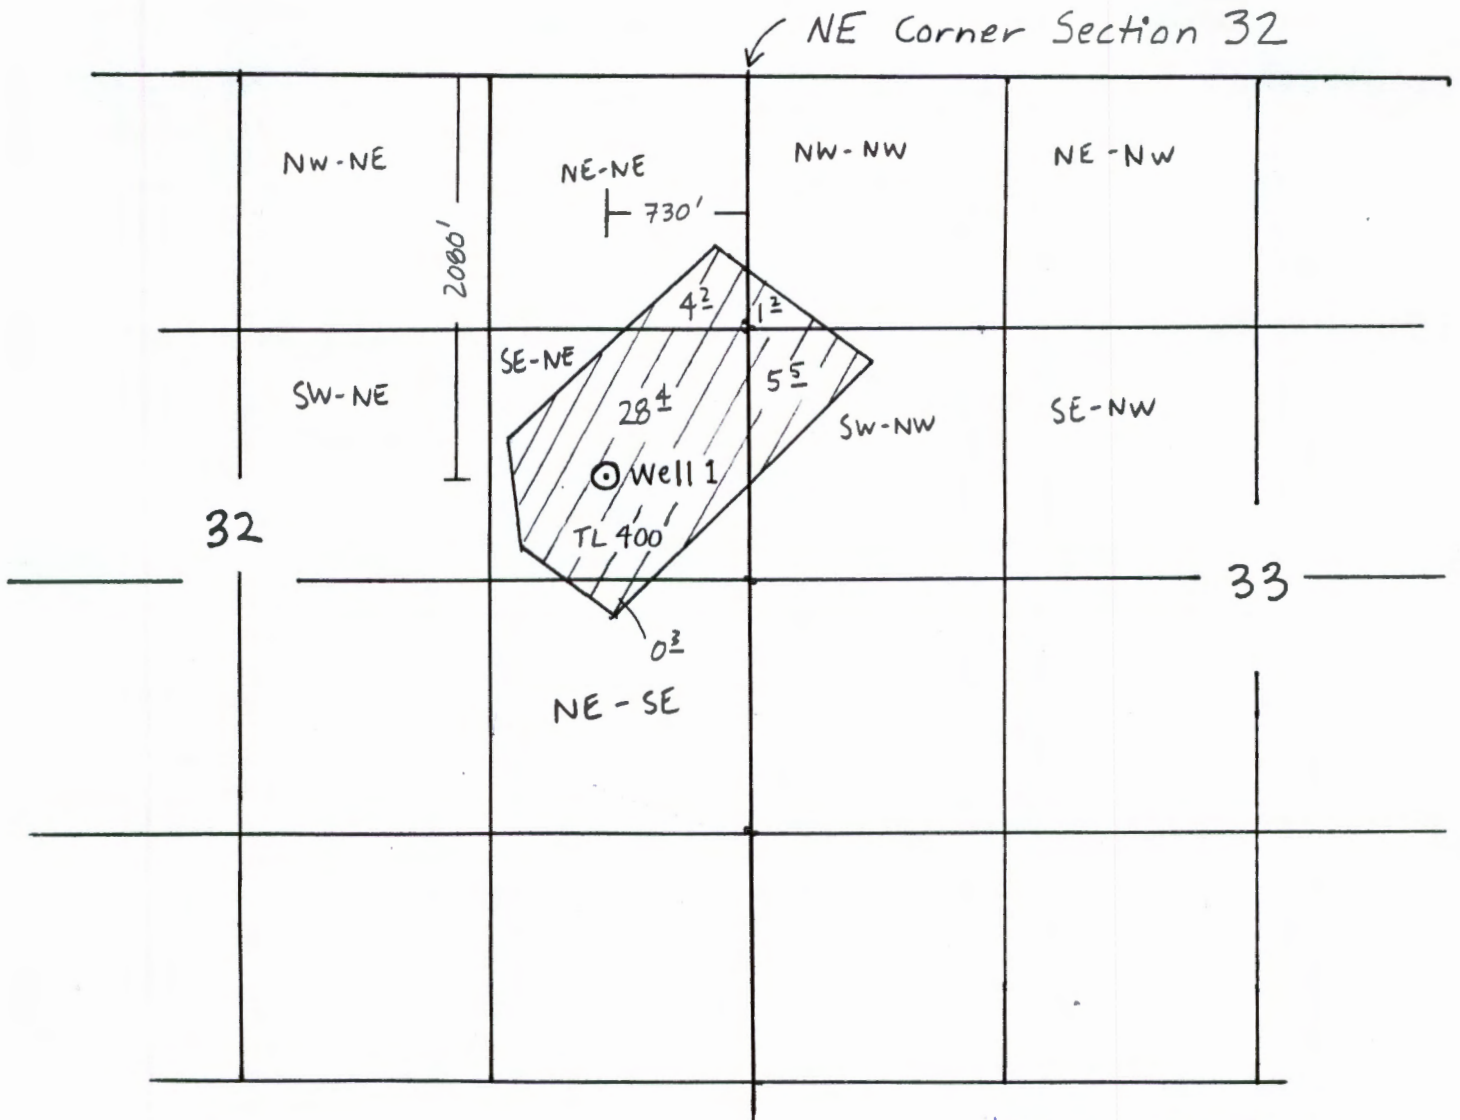 NE Corner Section 32
NW-NE
NE-NE
NW-NW
NE-NW
730'
2080'
4 2
1 2
SE-NE
SW-NE
28 4
5 5
SW-NW
SE-NW
Well 1
TL 400
32
33
0 3
NE-SE